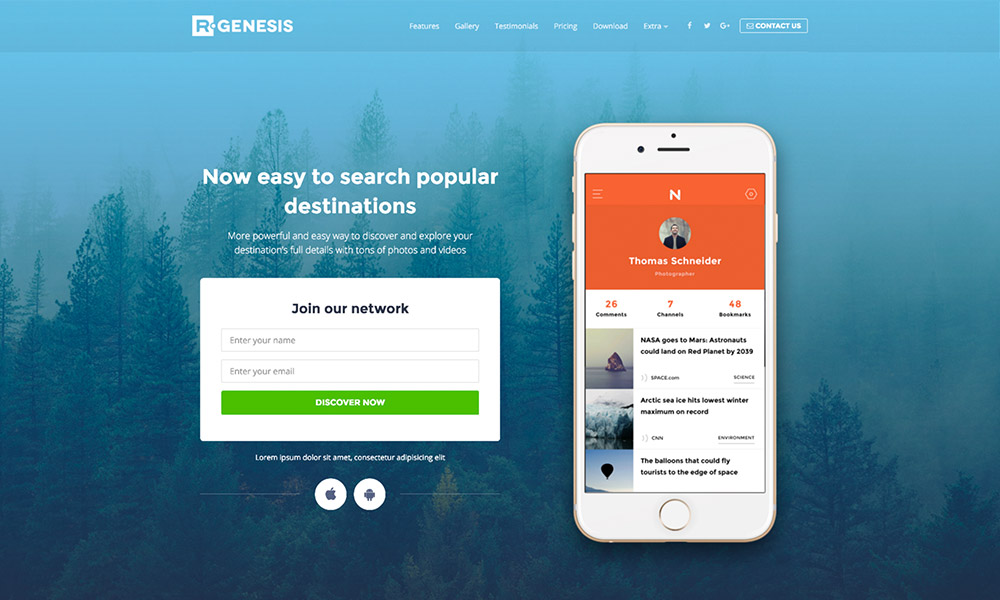 R GENESIS
Features Gallery Testimonials Pricing Download Extra CONTACT US
Now easy to search popular
destinations
More powerful and easy way to discover and explore your
destination's full details with tons of photos and videos
Join our network
Enter your name
Enter your email
DISCOVER NOW
Lorem ipsum dolor sit amet, consectetur adipisicing elit
N
Thomas Schneider
Photographer
26 7 48
Comments Channels Bookmarks
NASA goes to Mars: Astronauts
could land on Red Planet by 2039
SPACE.com SCIENCE
Arctic sea ice hits lowest winter
maximum on record
CNN ENVIRONMENT
The balloons that could fly
tourists to the edge of space